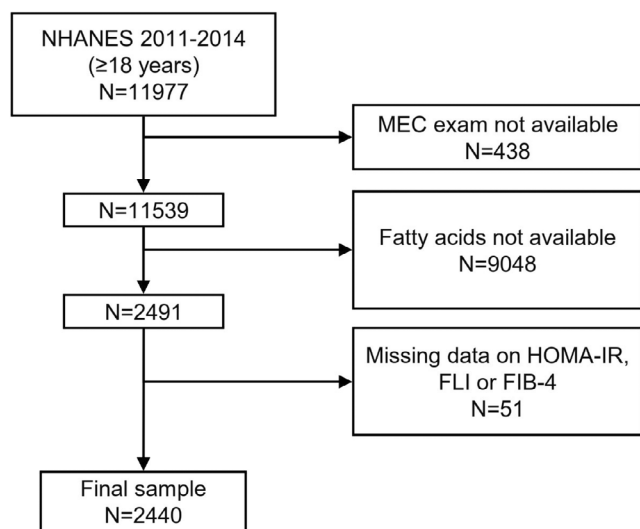 NHANES 2011-2014
(≥18 years)
N=11977
MEC exam not available
N=438
N=11539
Fatty acids not available
N=9048
N=2491
Missing data on HOMA-IR,
FLI or FIB-4
N=51
Final sample
N=2440